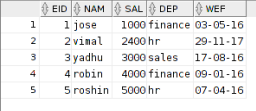 EID NAM SAL DEP WEF
1 1 jose 1000 finance 03-05-16
2 2 vimal 2400 hr 29-11-17
3 3 yadhu 3000 sales 17-08-16
4 4 robin 4000 finance 09-01-16
5 5 roshin 5000 hr 07-04-16